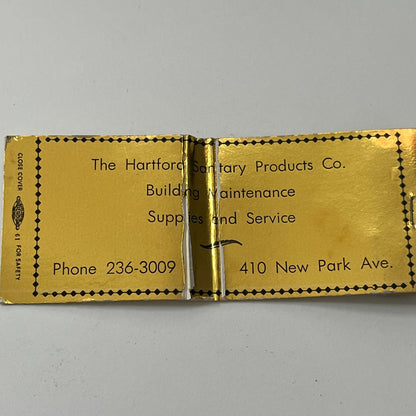 The Hartford Sanitary Products Co.
Building Maintenance
Supplies and Service
Phone 236-3009
410 New Park Ave.
CLOSE COVER
61 FOR SAFETY